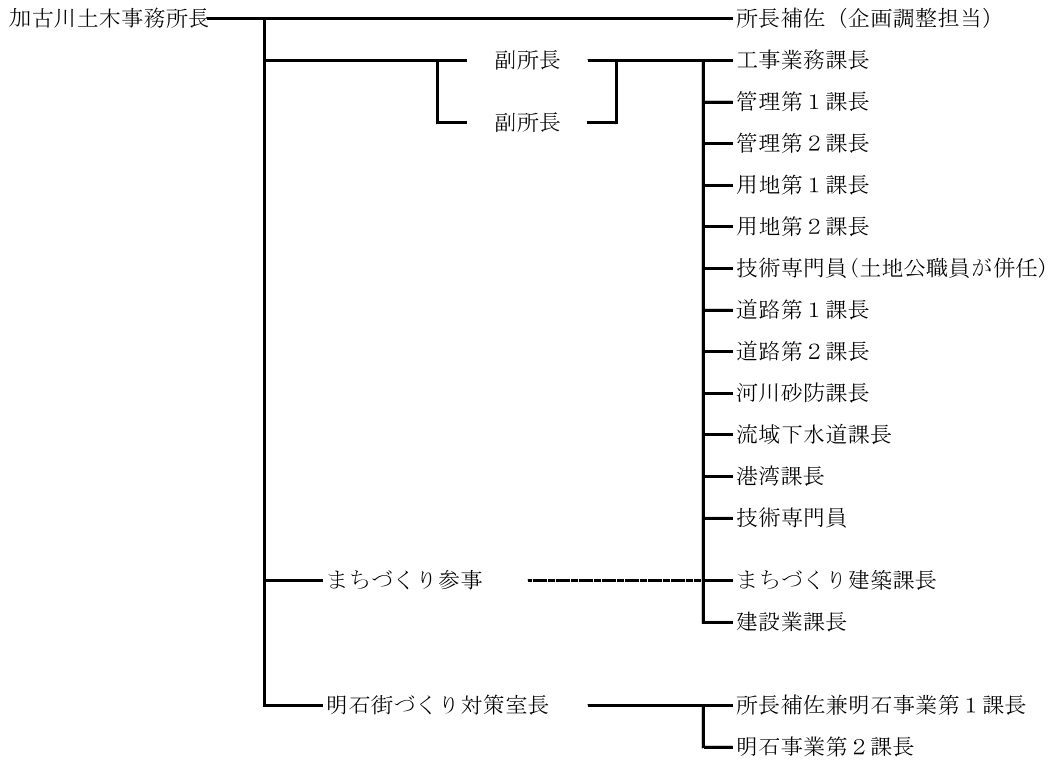 加古川土木事務所長
所長補佐（企画調整担当）
副所長
工事業務課長
管理第１課長
副所長
管理第２課長
用地第１課長
用地第２課長
技術専門員(土地公職員が併任)
道路第１課長
道路第２課長
河川砂防課長
流域下水道課長
港湾課長
技術専門員
まちづくり参事
まちづくり建築課長
建設業課長
明石街づくり対策室長
所長補佐兼明石事業第１課長
明石事業第２課長